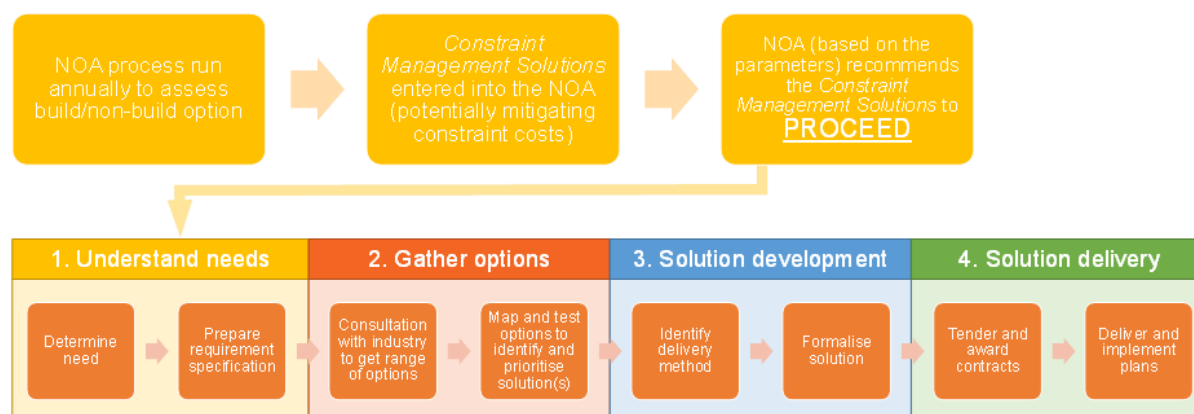 NOA process run
annually to assess
build/non-build option
Constraint
Management Solutions
entered into the NOA
(potentially mitigating
constraint costs)
NOA (based on the
parameters) recommends
the Constraint
Management Solutions to
PROCEED
1. Understand needs
2. Gather options
3. Solution development
4. Solution delivery
Determine
need
Prepare
requirement
specification
Consultation
with industry
to get range
of options
Map and test
options to
identify and
prioritise
solution(s)
Identify
delivery
method
Formalise
solution
Tender and
award
contracts
Deliver and
implement
plans